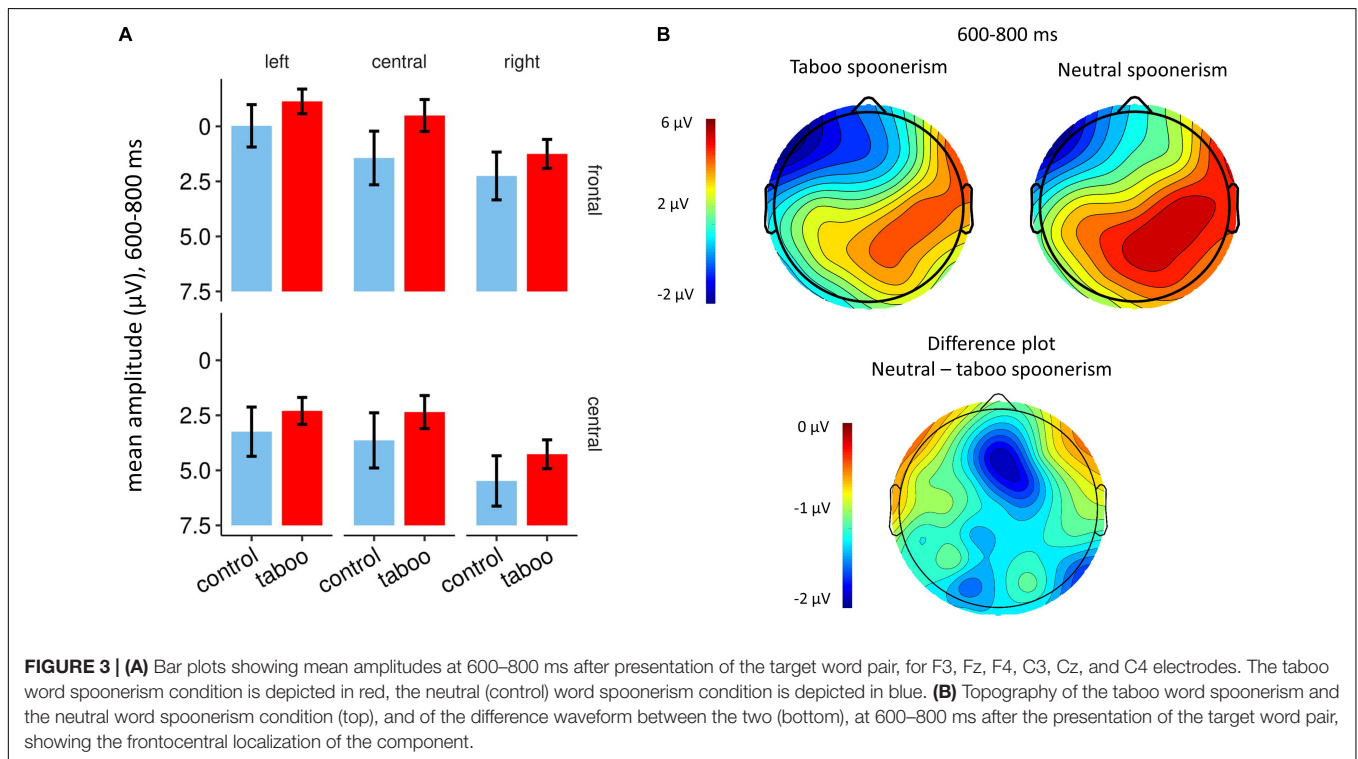 A
left central right
mean amplitude (µV), 600-800 ms
0
2.5
5.0
7.5
frontal
0
2.5
5.0
7.5
central
control taboo control taboo control taboo
B
600-800 ms
Taboo spoonerism
Neutral spoonerism
6 µV
2 µV
-2 µV
Difference plot
Neutral – taboo spoonerism
0 µV
-1 µV
-2 µV
FIGURE 3 | (A) Bar plots showing mean amplitudes at 600–800 ms after presentation of the target word pair, for F3, Fz, F4, C3, Cz, and C4 electrodes. The taboo
word spoonerism condition is depicted in red, the neutral (control) word spoonerism condition is depicted in blue. (B) Topography of the taboo word spoonerism and
the neutral word spoonerism condition (top), and of the difference waveform between the two (bottom), at 600–800 ms after the presentation of the target word pair,
showing the frontocentral localization of the component.